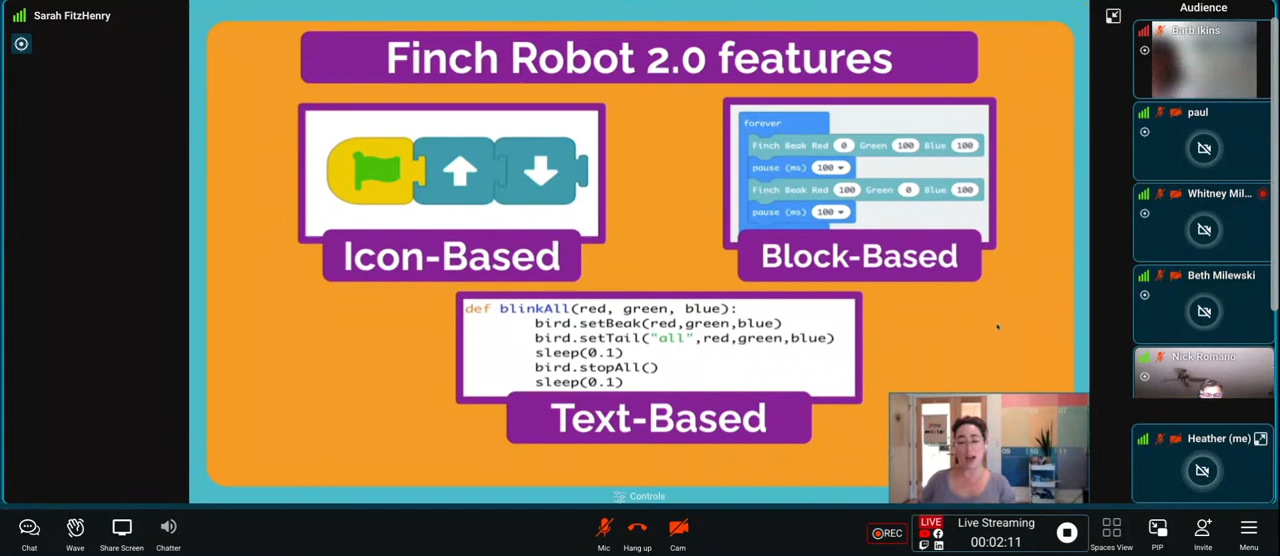 Sarah FitzHenry
Finch Robot 2.0 features
Icon-Based
forever
Finch Beak Red 0 Green 100 Blue 100
pause (ms) 100
Finch Beak Red 100 Green 0 Blue 100
pause (ms) 100
Block-Based
def blinkAll(red, green, blue):
bird.setBeak(red,green,blue)
bird.setTail("all",red,green,blue)
sleep(0.1)
bird.stopAll()
sleep(0.1)
Text-Based
Controls
Audience
Barb Ikins
paul
Whitney Mil...
Beth Milewski
Nick Romano
Heather (me)
Chat
Wave
Share Screen
Chatter
Mic
Hang up
Cam
REC
LIVE
Live Streaming
00:02:11
Spaces View
PIP
Invite
Menu